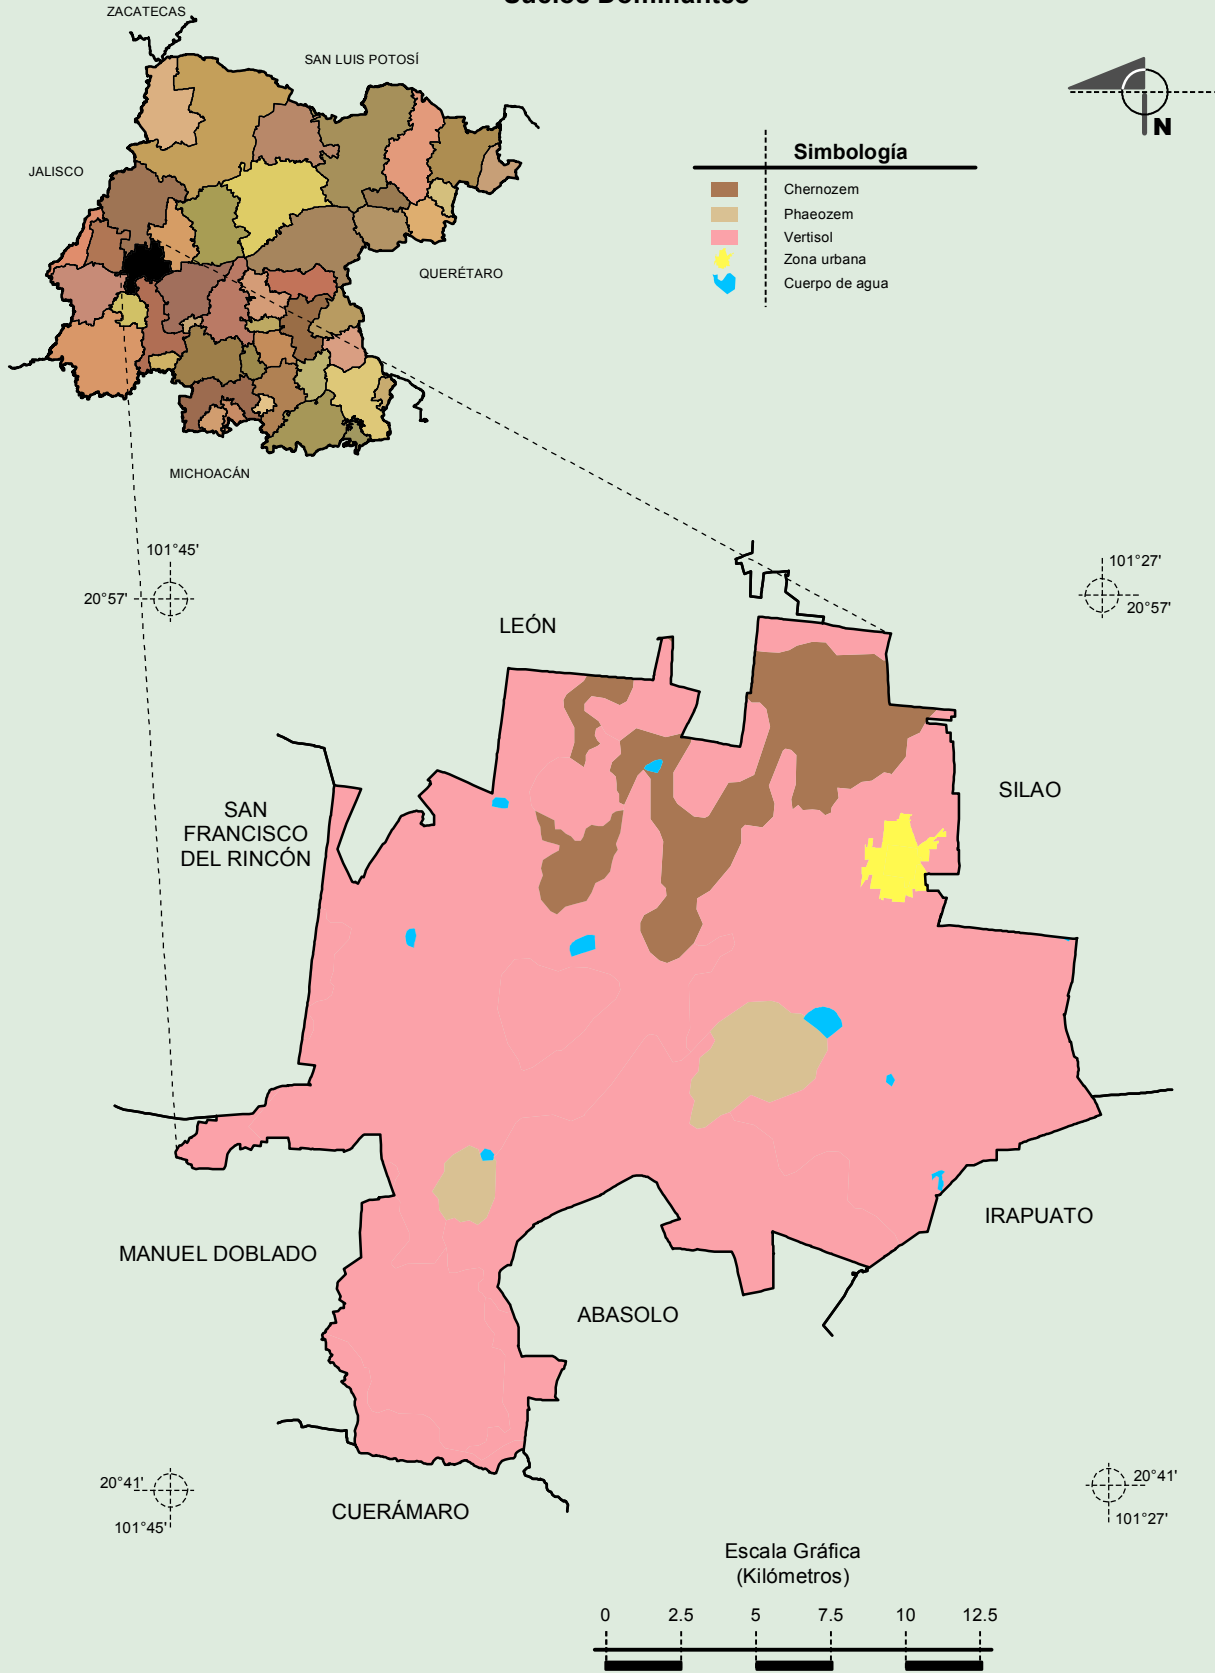 Suelos Dominantes
ZACATECAS
SAN LUIS POTOSÍ
JALISCO
QUERÉTARO
MICHOACÁN
N
Simbología
Chernozem
Phaeozem
Vertisol
Zona urbana
Cuerpo de agua
101°45'
20°57'
101°27'
20°57'
LEÓN
SILAO
SAN
FRANCISCO
DEL RINCÓN
IRAPUATO
MANUEL DOBLADO
ABASOLO
CUERÁMARO
20°41'
101°45'
20°41'
101°27'
Escala Gráfica
(Kilómetros)
0 2.5 5 7.5 10 12.5